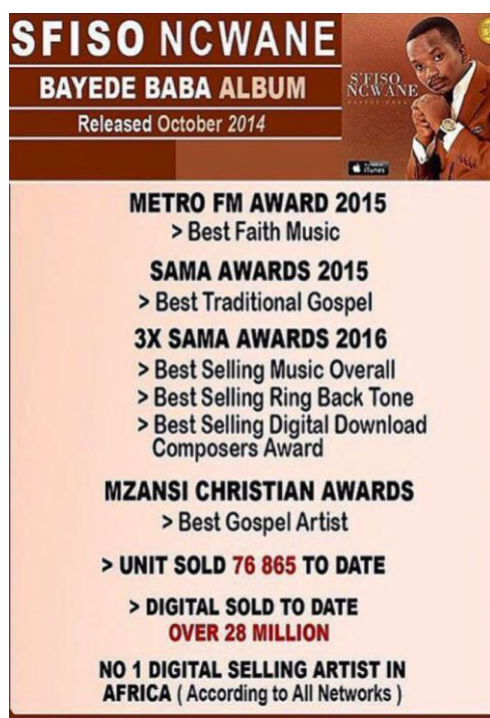 SFISO NCWANE
BAYEDE BABA ALBUM
Released October 2014
S'FISO
NCWANE
BAYEDE BABA
iTunes
METRO FM AWARD 2015
> Best Faith Music
SAMA AWARDS 2015
> Best Traditional Gospel
3X SAMA AWARDS 2016
> Best Selling Music Overall
> Best Selling Ring Back Tone
> Best Selling Digital Download
Composers Award
MZANSI CHRISTIAN AWARDS
> Best Gospel Artist
> UNIT SOLD 76 865 TO DATE
> DIGITAL SOLD TO DATE
OVER 28 MILLION
NO 1 DIGITAL SELLING ARTIST IN
AFRICA ( According to All Networks )